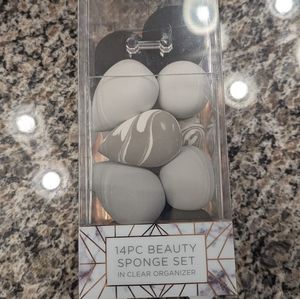 14PC BEAUTY
SPONGE SET
IN CLEAR ORGANIZER